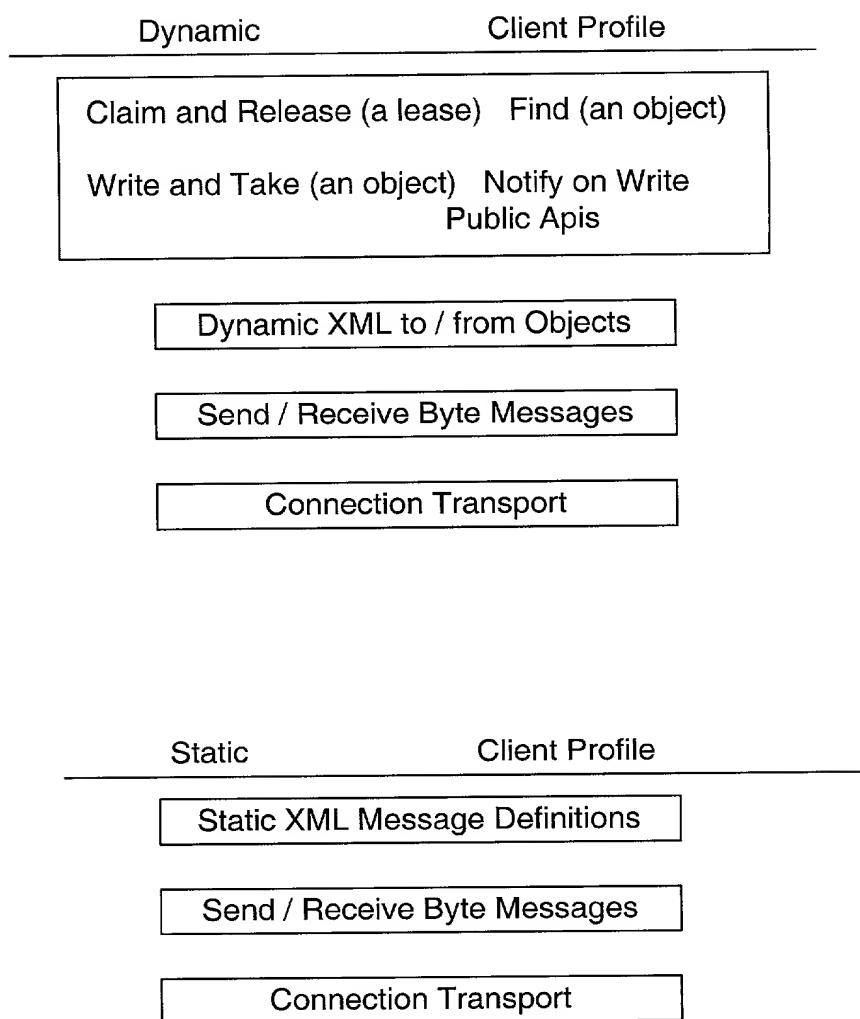 Dynamic Client Profile
Claim and Release (a lease) Find (an object)
Write and Take (an object) Notify on Write
Public Apis
Dynamic XML to / from Objects
Send / Receive Byte Messages
Connection Transport
Static Client Profile
Static XML Message Definitions
Send / Receive Byte Messages
Connection Transport